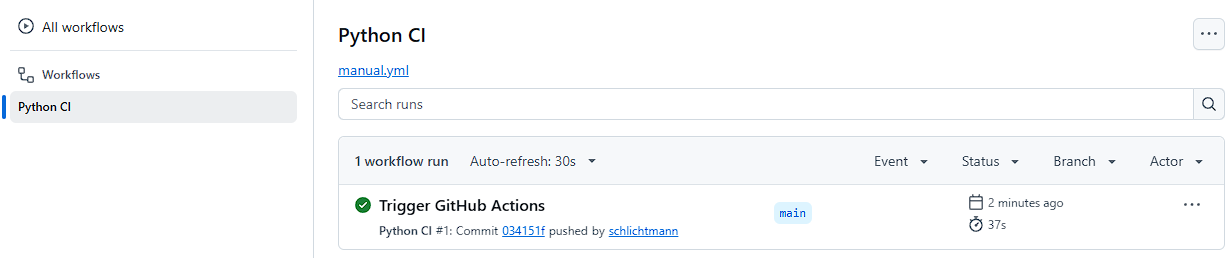 All workflows
Workflows
Python CI
Python CI
manual.yml
Search runs
1 workflow run Auto-refresh: 30s Event Status Branch Actor
Trigger GitHub Actions main 2 minutes ago
Python CI #1: Commit 034151f pushed by schlichtmann 37s